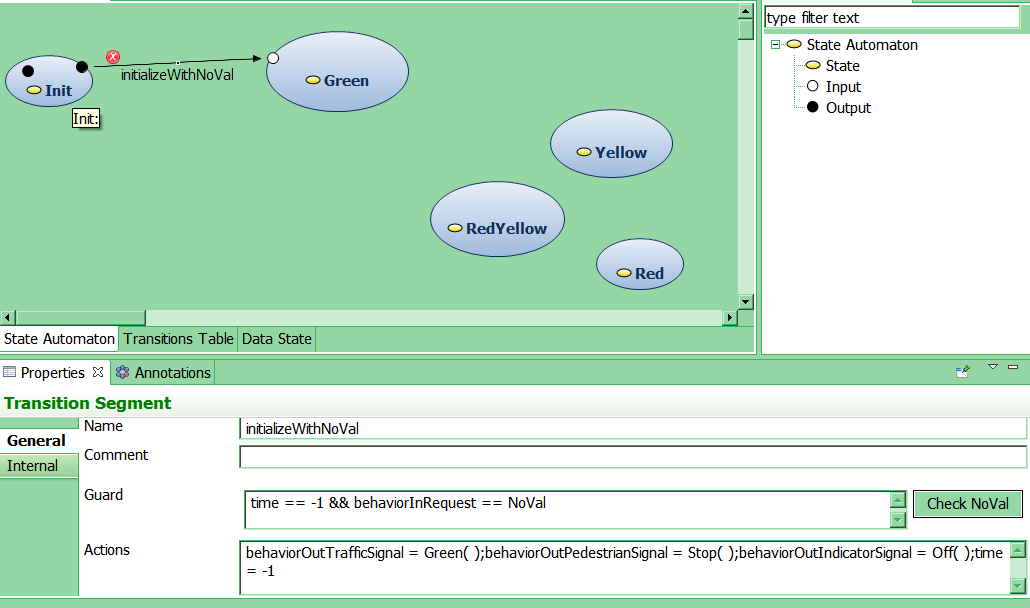 type filter text
State Automaton
State
Input
Output
initializeWithNoVal
Init
Green
Init:
Yellow
RedYellow
Red
State Automaton Transitions Table Data State
Properties Annotations
Transition Segment
General
Internal
Name initializeWithNoVal
Comment
Guard time == -1 && behaviorInRequest == NoVal Check NoVal
Actions behaviorOutTrafficSignal = Green( );behaviorOutPedestrianSignal = Stop( );behaviorOutIndicatorSignal = Off( );time
= -1